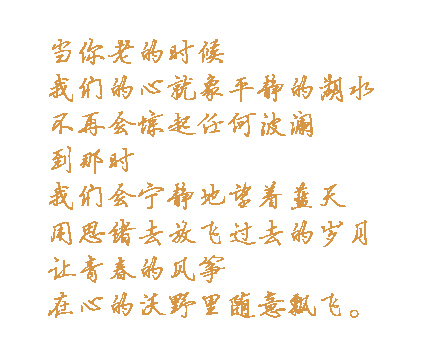 当你老的时候
我们的心就象平静的湖水
不再会惊起任何波澜
到那时
我们会宁静地望着蓝天
用思绪去放飞过去的岁月
让青春的风筝
在心的沃野里随意飘飞。